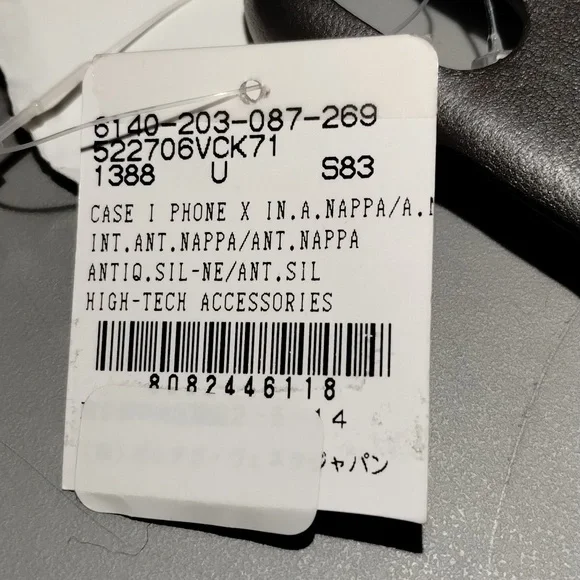 6140-203-087-269
522706VCK71
1388 U S83
CASE I PHONE X IN.A.NAPPA/A.
INT.ANT.NAPPA/ANT.NAPPA
ANTIQ.SIL-NE/ANT.SIL
HIGH-TECH ACCESSORIES
8082446118
14
ジャパン